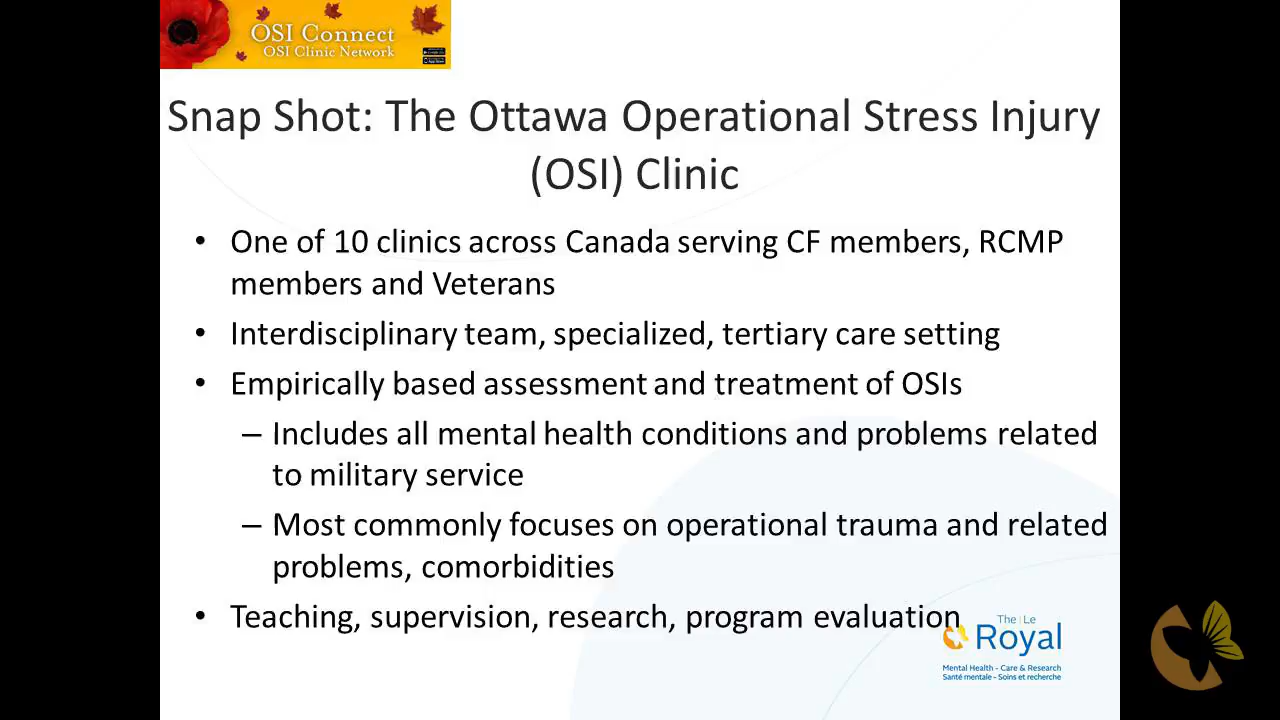 OSI Connect
OSI Clinic Network
Snap Shot: The Ottawa Operational Stress Injury
(OSI) Clinic
• One of 10 clinics across Canada serving CF members, RCMP
members and Veterans
• Interdisciplinary team, specialized, tertiary care setting
• Empirically based assessment and treatment of OSIs
– Includes all mental health conditions and problems related
to military service
– Most commonly focuses on operational trauma and related
problems, comorbidities
• Teaching, supervision, research, program evaluation
The | Le
Royal
Mental Health - Care & Research
Santé mentale - Soins et recherche